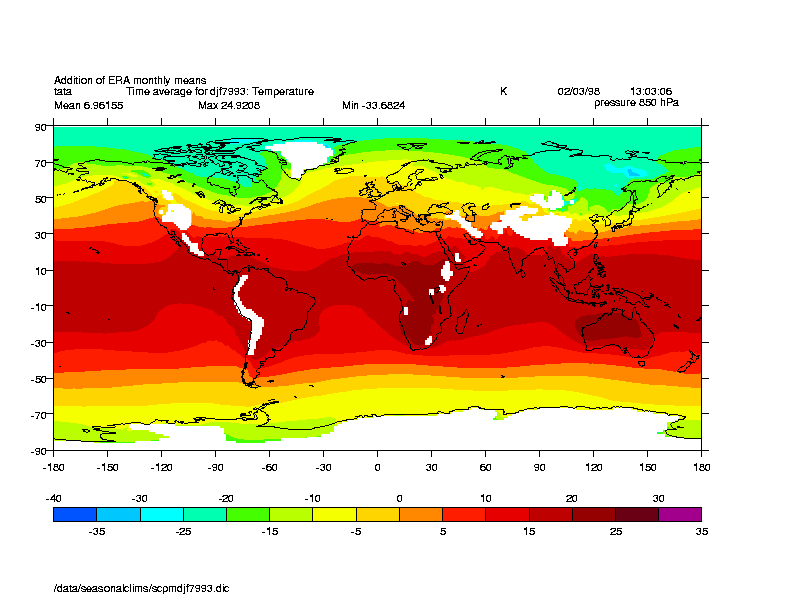 Addition of ERA monthly means
tata Time average for djf7993: Temperature K 02/03/98 13:03:06
Mean 6.96155 Max 24.9208 Min -33.6824 pressure 850 hPa
90
70
50
30
10
-10
-30
-50
-70
-90
-180 -150 -120 -90 -60 -30 0 30 60 90 120 150 180
-40 -30 -20 -10 0 10 20 30
-35 -25 -15 -5 5 15 25 35
/data/seasonalclims/scpmdjf7993.dic